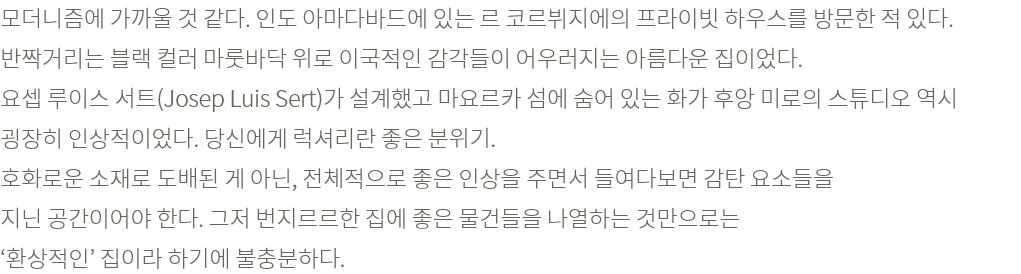 모더니즘에 가까울 것 같다. 인도 아마다바드에 있는 르 코르뷔지에의 프라이빗 하우스를 방문한 적 있다.
반짝거리는 블랙 컬러 마룻바닥 위로 이국적인 감각들이 어우러지는 아름다운 집이었다.
요셉 루이스 서트(Josep Luis Sert)가 설계했고 마요르카 섬에 숨어 있는 화가 후앙 미로의 스튜디오 역시
굉장히 인상적이었다. 당신에게 럭셔리란 좋은 분위기.
호화로운 소재로 도배된 게 아닌, 전체적으로 좋은 인상을 주면서 들여다보면 감탄 요소들을
지닌 공간이어야 한다. 그저 번지르르한 집에 좋은 물건들을 나열하는 것만으로는
‘환상적인’ 집이라 하기에 불충분하다.